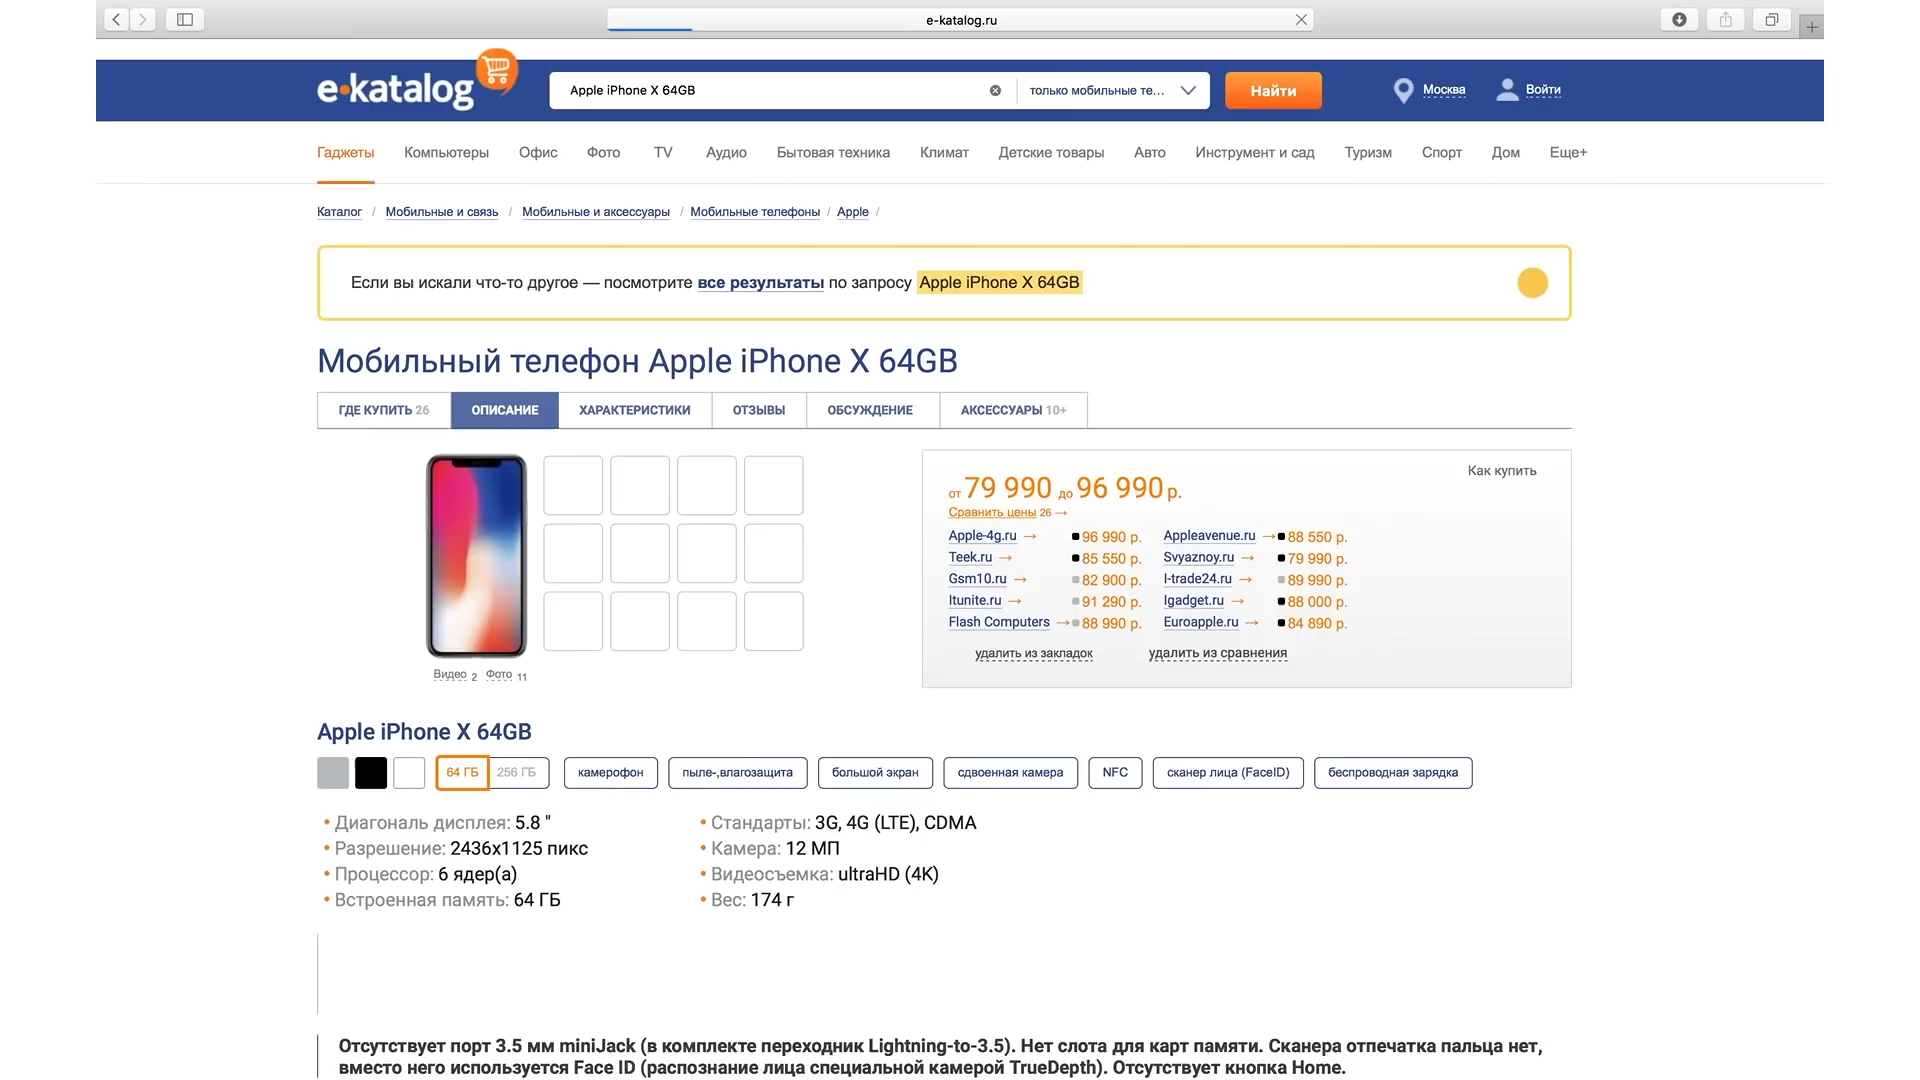 e-katalog.ru
e·katalog
Apple iPhone X 64GB
только мобильные те...
Найти
Москва
Войти
Гаджеты Компьютеры Офис Фото TV Аудио Бытовая техника Климат Детские товары Авто Инструмент и сад Туризм Спорт Дом Еще+
Каталог / Мобильные и связь / Мобильные и аксессуары / Мобильные телефоны / Apple /
Если вы искали что-то другое — посмотрите все результаты по запросу Apple iPhone X 64GB
Мобильный телефон Apple iPhone X 64GB
ГДЕ КУПИТЬ 26 ОПИСАНИЕ ХАРАКТЕРИСТИКИ ОТЗЫВЫ ОБСУЖДЕНИЕ АКСЕССУАРЫ 10+
Видео 2 Фото 11
Как купить
от 79 990 до 96 990 р.
Сравнить цены 26 →
Apple-4g.ru → 96 990 р. Appleavenue.ru → 88 550 р.
Teek.ru → 85 550 р. Svyaznoy.ru → 79 990 р.
Gsm10.ru → 82 900 р. I-trade24.ru → 89 990 р.
Itunite.ru → 91 290 р. Igadget.ru → 88 000 р.
Flash Computers → 88 990 р. Euroapple.ru → 84 890 р.
удалить из закладок удалить из сравнения
Apple iPhone X 64GB
64 ГБ 256 ГБ камерофон пыле-,влагозащита большой экран сдвоенная камера NFC сканер лица (FaceID) беспроводная зарядка
• Диагональ дисплея: 5.8 " • Стандарты: 3G, 4G (LTE), CDMA
• Разрешение: 2436x1125 пикс • Камера: 12 МП
• Процессор: 6 ядер(а) • Видеосъемка: ultraHD (4K)
• Встроенная память: 64 ГБ • Вес: 174 г
Отсутствует порт 3.5 мм miniJack (в комплекте переходник Lightning-to-3.5). Нет слота для карт памяти. Сканера отпечатка пальца нет,
вместо него используется Face ID (распознание лица специальной камерой TrueDepth). Отсутствует кнопка Home.